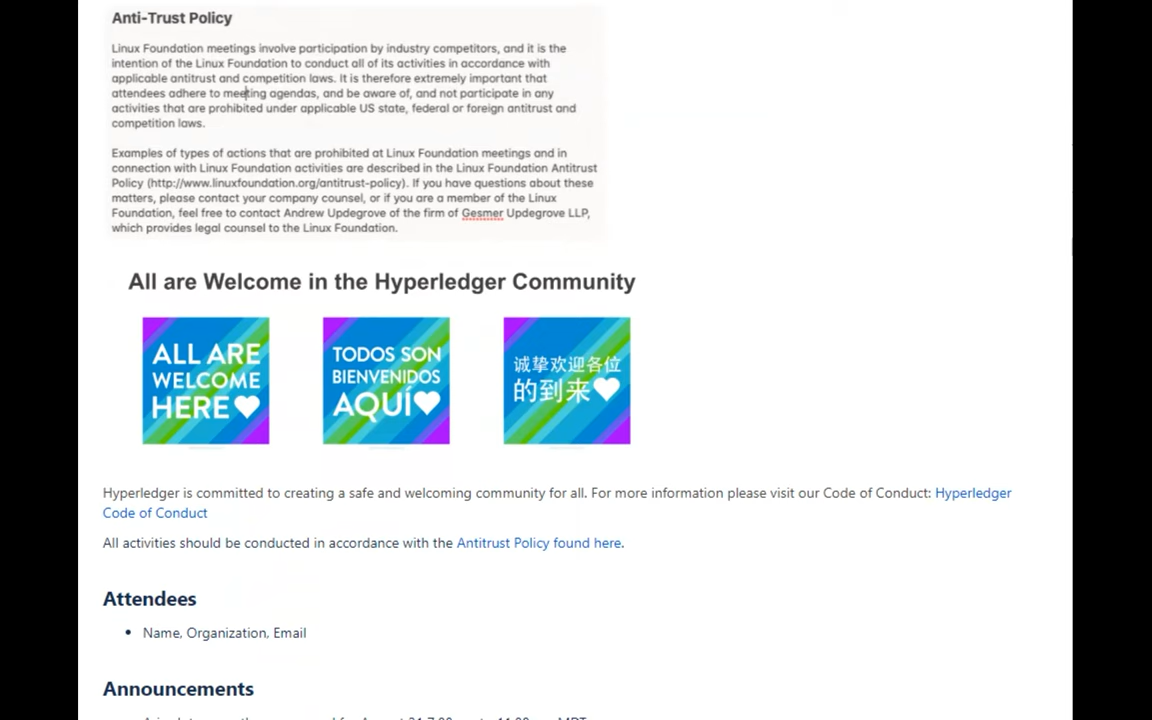 Anti-Trust Policy
Linux Foundation meetings involve participation by industry competitors, and it is the
intention of the Linux Foundation to conduct all of its activities in accordance with
applicable antitrust and competition laws. It is therefore extremely important that
attendees adhere to meeting agendas, and be aware of, and not participate in any
activities that are prohibited under applicable US state, federal or foreign antitrust and
competition laws.
Examples of types of actions that are prohibited at Linux Foundation meetings and in
connection with Linux Foundation activities are described in the Linux Foundation Antitrust
Policy (http://www.linuxfoundation.org/antitrust-policy). If you have questions about these
matters, please contact your company counsel, or if you are a member of the Linux
Foundation, feel free to contact Andrew Updegrove of the firm of Gesmer Updegrove LLP,
which provides legal counsel to the Linux Foundation.
All are Welcome in the Hyperledger Community
ALL ARE
WELCOME
HERE
TODOS SON
BIENVENIDOS
AQUÍ
诚挚欢迎各位
的到来
Hyperledger is committed to creating a safe and welcoming community for all. For more information please visit our Code of Conduct: Hyperledger
Code of Conduct
All activities should be conducted in accordance with the Antitrust Policy found here.
Attendees
• Name, Organization, Email
Announcements